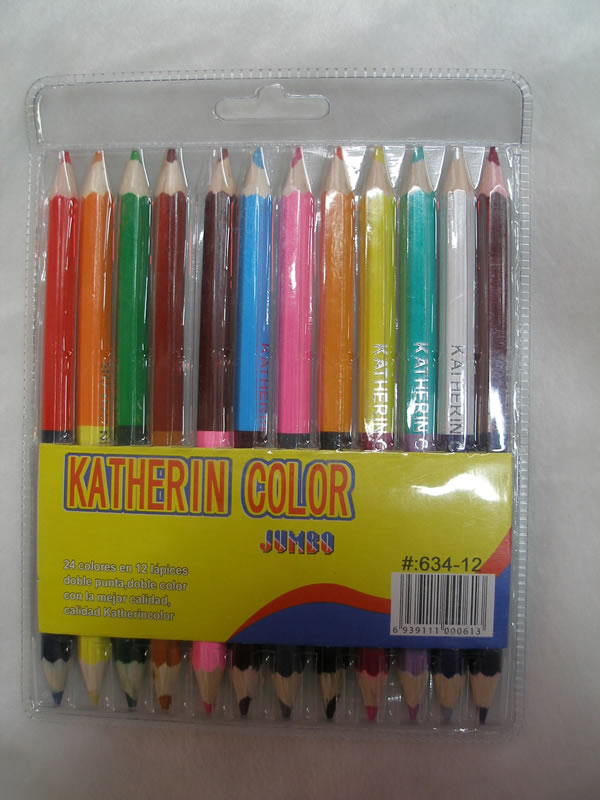 KATHERIN C
KATHERIN C
KATHERIN
KATHERIN COLOR
JUMBO
24 colores en 12 lápices
doble punta,doble color
con la mejor calidad,
calidad Katherincolor
#:634-12
6 939111 000613